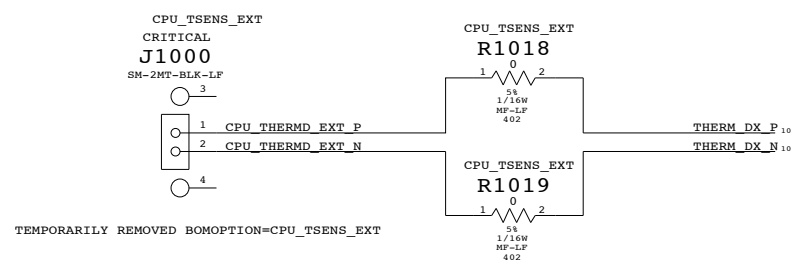 CPU_TSENS_EXT
CRITICAL
J1000
SM-2MT-BLK-LF
3
1 CPU_THERMD_EXT_P
2 CPU_THERMD_EXT_N
4
CPU_TSENS_EXT
R1018
0
1 2
5%
1/16W
MF-LF
402
THERM_DX_P 10
THERM_DX_N 10
CPU_TSENS_EXT
R1019
0
1 2
5%
1/16W
MF-LF
402
TEMPORARILY REMOVED BOMOPTION=CPU_TSENS_EXT